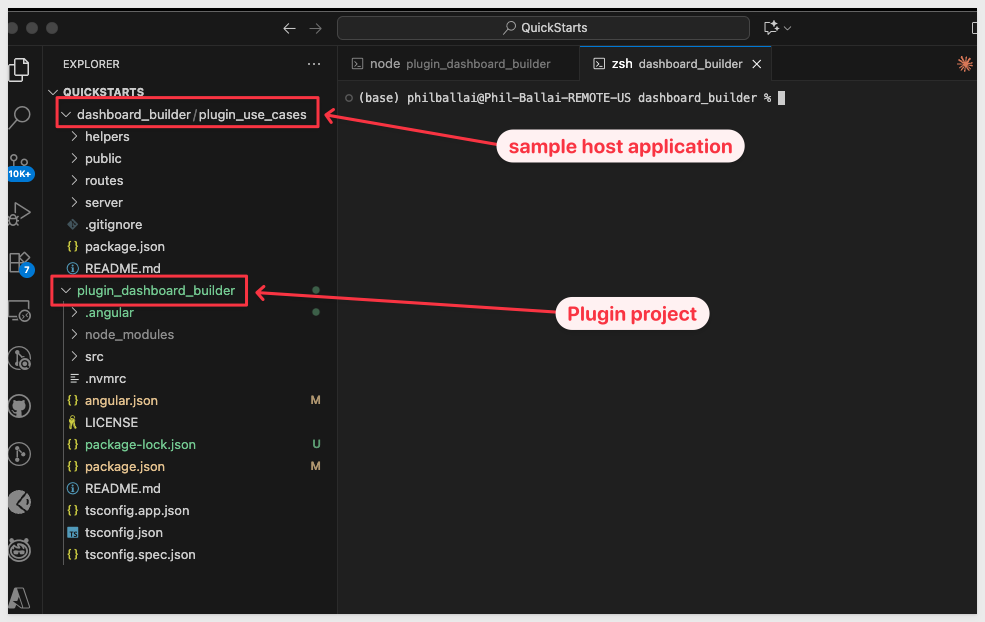 QuickStarts
EXPLORER
node plugin_dashboard_builder
zsh dashboard_builder
QUICKSTARTS
(base) philballai@Phil-Ballai-REMOTE-US dashboard_builder %
dashboard_builder/plugin_use_cases
helpers
sample host application
public
routes
10K+
server
.gitignore
package.json
README.md
7
plugin_dashboard_builder
.angular
Plugin project
node_modules
src
.nvmrc
angular.json M
LICENSE
package-lock.json U
package.json M
README.md
tsconfig.app.json
TS tsconfig.json
tsconfig.spec.json